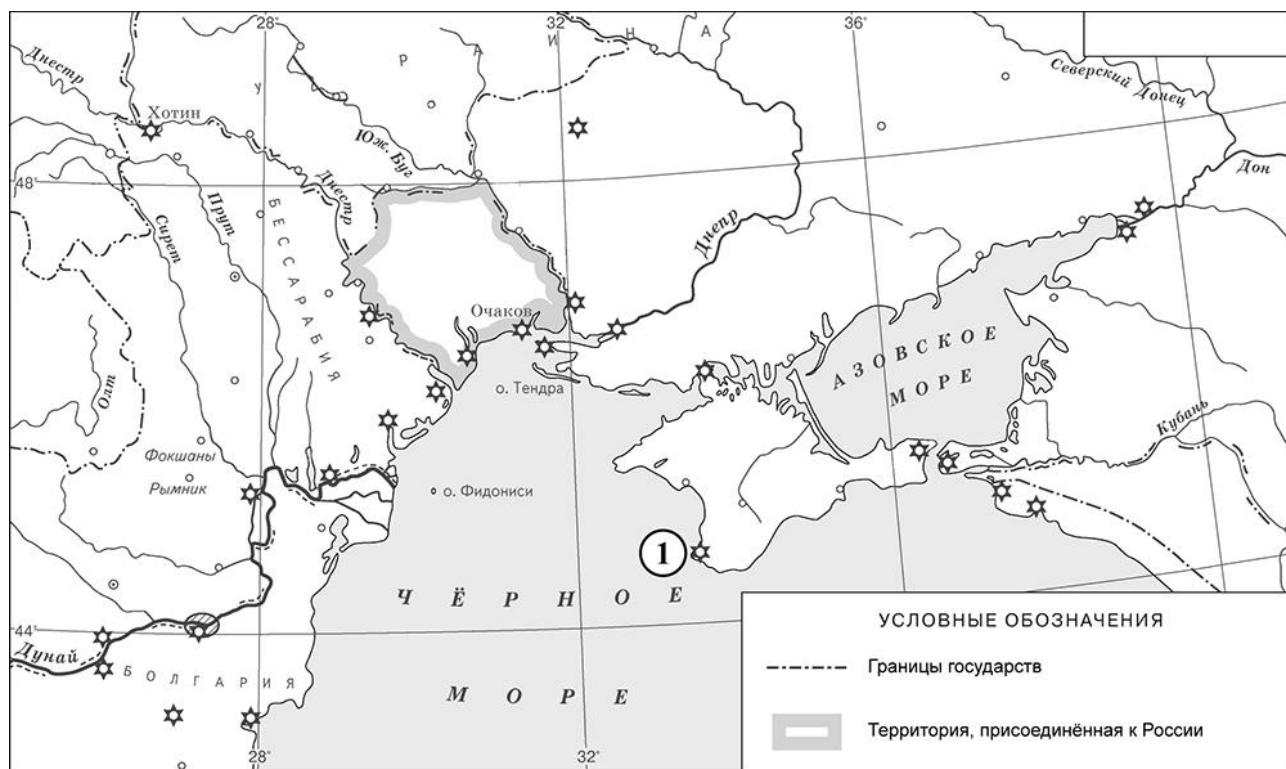 28°
32
36
У К Р А И Н А
Днестр
Хотин
Юж. Буг
Северский Донец
Дон
48°
Днестр
Прут
Сирет
БЕССАРАБИЯ
Днепр
Очаков
о. Тендра
АЗОВСКОЕ
МОРЕ
Олт
Кубань
Фокшаны
Рымник
о. Фидониси
1
ЧЁРНОЕ
МОРЕ
44°
Дунай
БОЛГАРИЯ
28°
32°
УСЛОВНЫЕ ОБОЗНАЧЕНИЯ
Границы государств
Территория, присоединённая к России